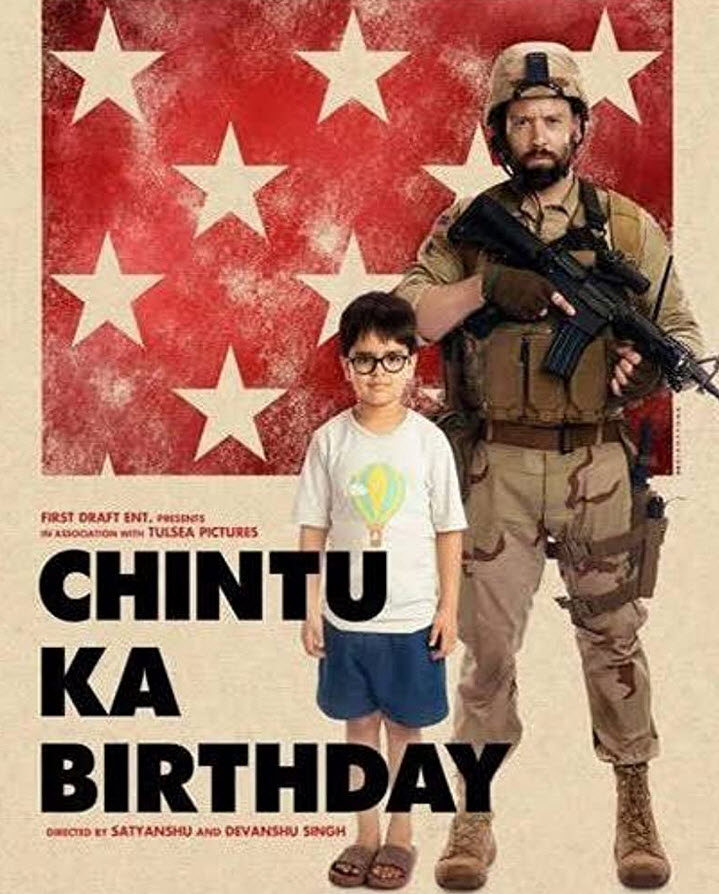 FIRST DRAFT ENT. PRESENTS
IN ASSOCIATION WITH TULSEA PICTURES
CHINTU
KA
BIRTHDAY
DIRECTED BY SATYANSHU AND DEVANSHU SINGH